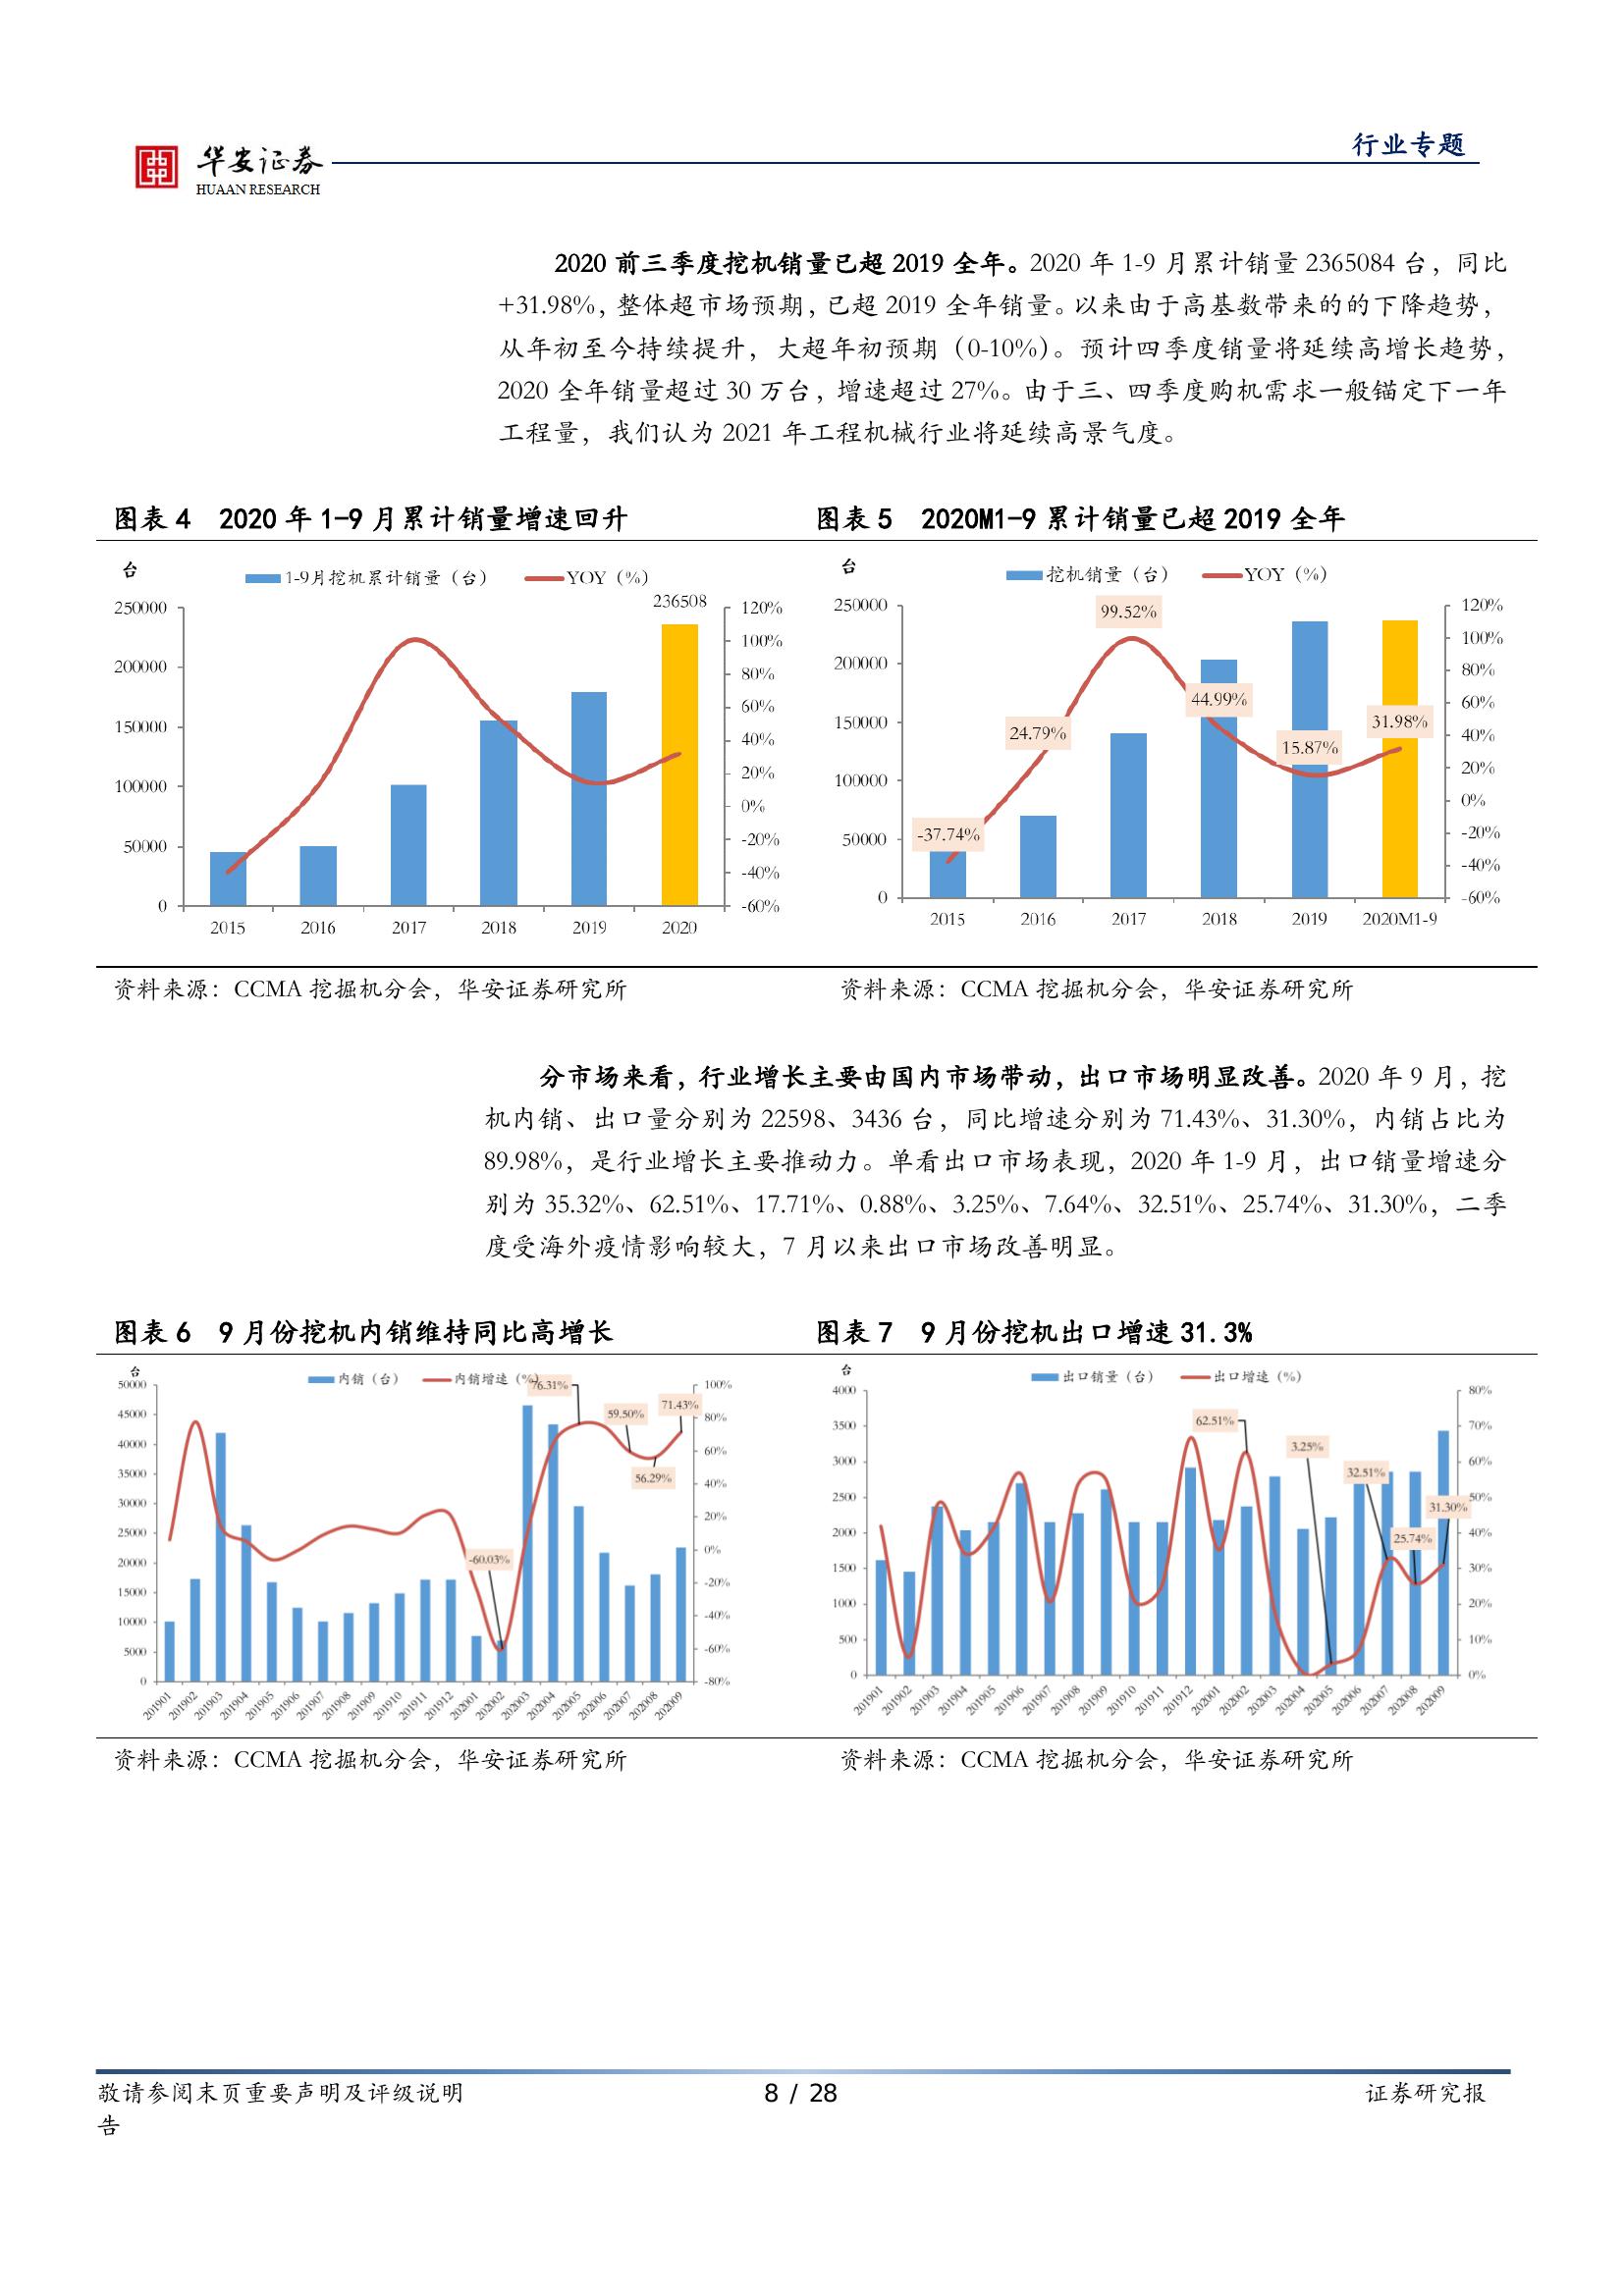 华安证券
HUAAN RESEARCH
行业专题
2020 前三季度挖机销量已超 2019 全年。2020 年 1-9 月累计销量 2365084 台，同比
+31.98%，整体超市场预期，已超 2019 全年销量。以来由于高基数带来的的下降趋势，
从年初至今持续提升，大超年初预期（0-10%）。预计四季度销量将延续高增长趋势，
2020 全年销量超过 30 万台，增速超过 27%。由于三、四季度购机需求一般锚定下一年
工程量，我们认为 2021 年工程机械行业将延续高景气度。
图表 4 2020 年 1-9 月累计销量增速回升
台
1-9月挖机累计销量（台） YOY（%）
236508
250000
200000
150000
100000
50000
0
120%
100%
80%
60%
40%
20%
0%
-20%
-40%
-60%
2015 2016 2017 2018 2019 2020
资料来源：CCMA 挖掘机分会，华安证券研究所
图表 5 2020M1-9 累计销量已超 2019 全年
台
挖机销量（台） YOY（%）
250000
200000
150000
100000
50000
0
-37.74%
24.79%
99.52%
44.99%
15.87%
31.98%
120%
100%
80%
60%
40%
20%
0%
-20%
-40%
-60%
2015 2016 2017 2018 2019 2020M1-9
资料来源：CCMA 挖掘机分会，华安证券研究所
分市场来看，行业增长主要由国内市场带动，出口市场明显改善。2020 年 9 月，挖
机内销、出口量分别为 22598、3436 台，同比增速分别为 71.43%、31.30%，内销占比为
89.98%，是行业增长主要推动力。单看出口市场表现，2020 年 1-9 月，出口销量增速分
别为 35.32%、62.51%、17.71%、0.88%、3.25%、7.64%、32.51%、25.74%、31.30%，二季
度受海外疫情影响较大，7 月以来出口市场改善明显。
图表 6 9 月份挖机内销维持同比高增长
台
内销（台） 内销增速（%）
50000
45000
40000
35000
30000
25000
20000
15000
10000
5000
0
-60.03%
76.31%
59.50%
56.29%
71.43%
100%
80%
60%
40%
20%
0%
-20%
-40%
-60%
-80%
201901 201902 201903 201904 201905 201906 201907 201908 201909 201910 201911 201912 202001 202002 202003 202004 202005 202006 202007 202008 202009
资料来源：CCMA 挖掘机分会，华安证券研究所
图表 7 9 月份挖机出口增速 31.3%
台
出口销量（台） 出口增速（%）
4000
3500
3000
2500
2000
1500
1000
500
0
62.51%
3.25%
32.51%
25.74%
31.30%
80%
70%
60%
50%
40%
30%
20%
10%
0%
201901 201902 201903 201904 201905 201906 201907 201908 201909 201910 201911 201912 202001 202002 202003 202004 202005 202006 202007 202008 202009
资料来源：CCMA 挖掘机分会，华安证券研究所
敬请参阅末页重要声明及评级说明 8 / 28 证券研究报
告